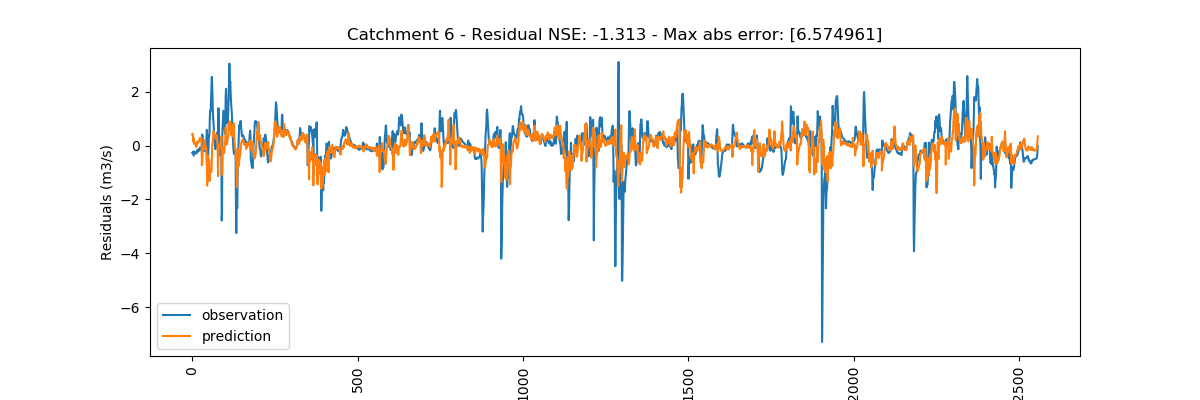 Catchment 6 - Residual NSE: -1.313 - Max abs error: [6.574961]
Residuals (m3/s)
2
0
−2
−4
−6
observation
prediction
0
500
1000
1500
2000
2500